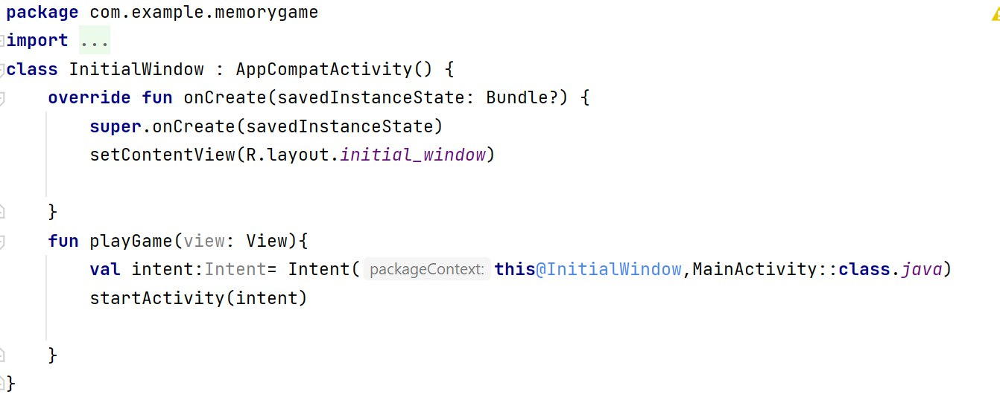 package com.example.memorygame
import ...
class InitialWindow : AppCompatActivity() {
    override fun onCreate(savedInstanceState: Bundle?) {
        super.onCreate(savedInstanceState)
        setContentView(R.layout.initial_window)
    }
    fun playGame(view: View){
        val intent:Intent= Intent( packageContext: this@InitialWindow,MainActivity::class.java)
        startActivity(intent)
    }
}